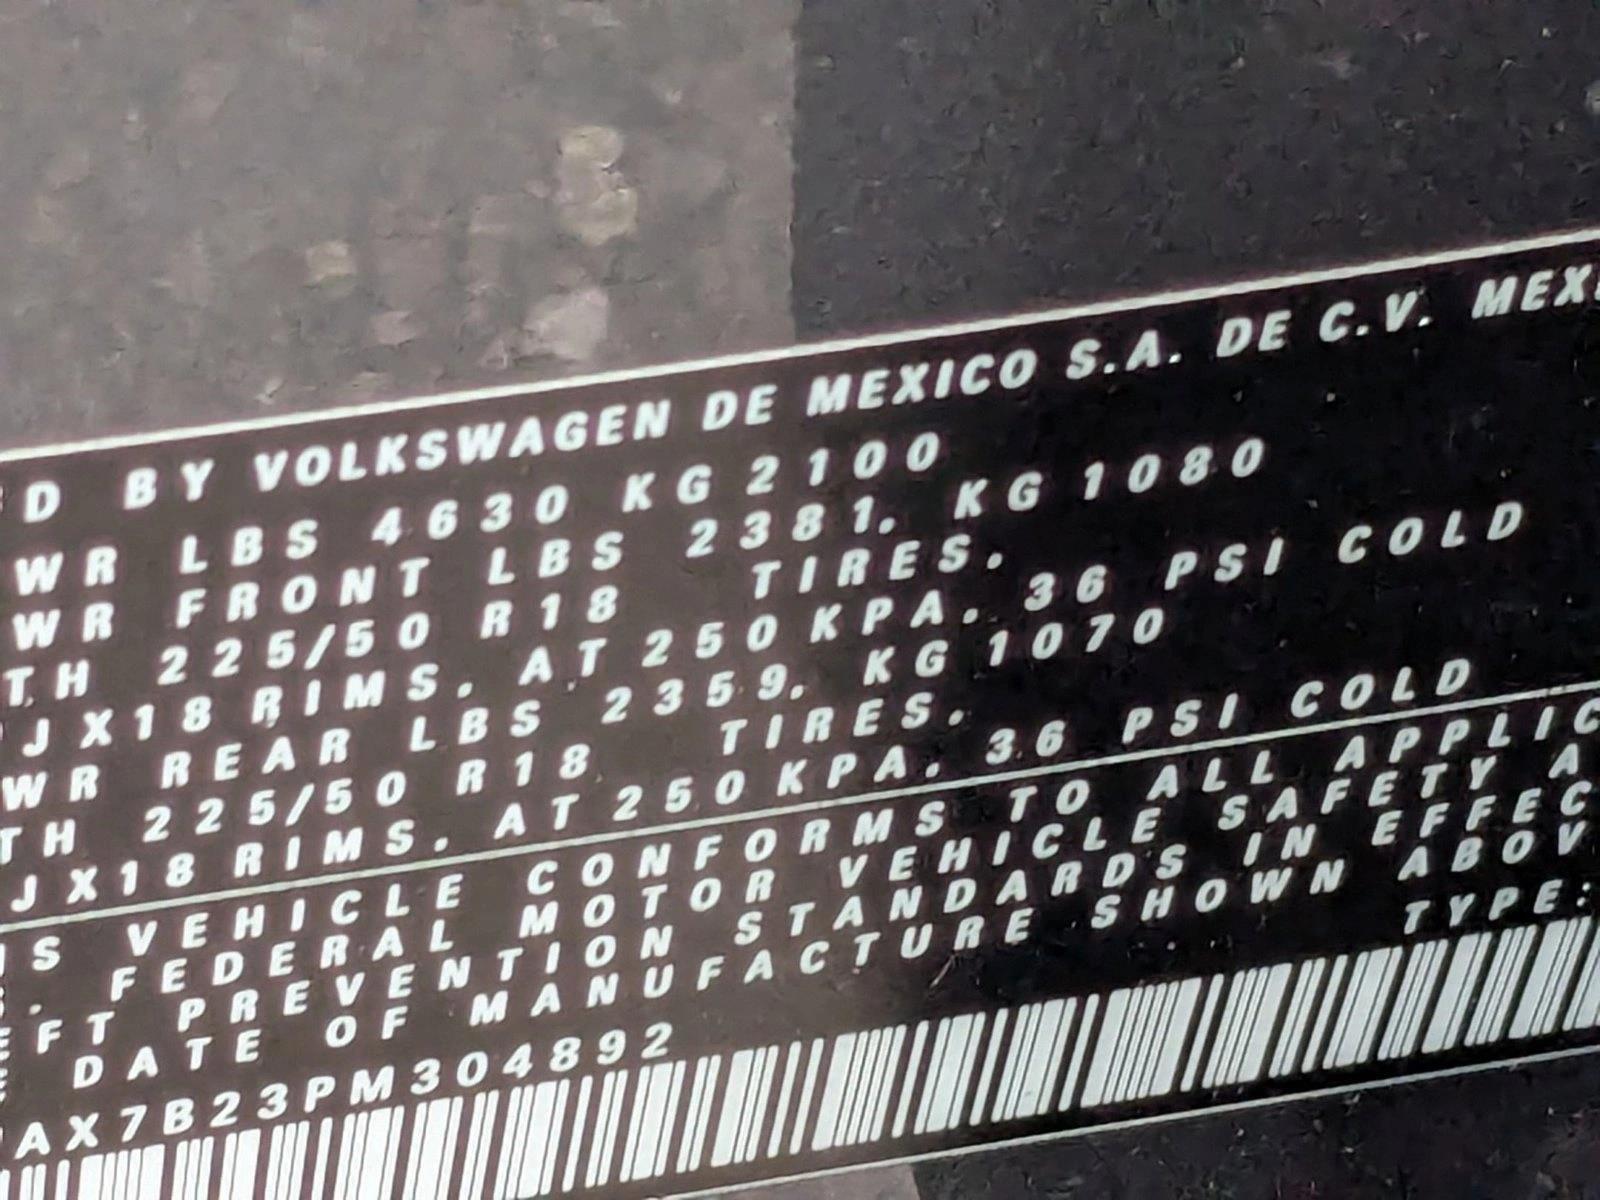 D BY VOLKSWAGEN DE MEXICO S.A. DE C.V. MEX
WR LBS 4630 KG 2100
WR FRONT LBS 2381. KG 1080
TH 225/50 R18 TIRES.
JX18 RIMS. AT 250 KPA. 36 PSI COLD
WR REAR LBS 2359. KG 1070
TH 225/50 R18 TIRES.
JX18 RIMS. AT 250 KPA. 36 PSI COLD
IS VEHICLE CONFORMS TO ALL APPLIC
. FEDERAL MOTOR VEHICLE SAFETY A
EFT PREVENTION STANDARDS IN EFFEC
E DATE OF MANUFACTURE SHOWN ABOV
AX7B23PM304892 TYPE: